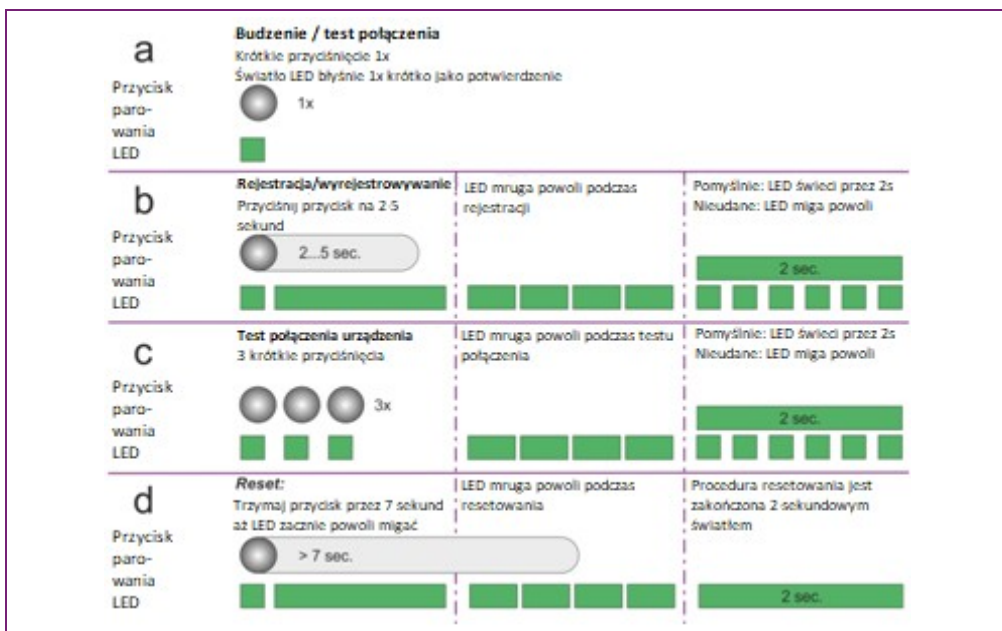 a
Budzenie / test połączenia
Krótkie przyciśnięcie 1x
Światło LED błyśnie 1x krótko jako potwierdzenie
Przycisk
paro-
wania
LED
1x
b
Rejestracja/wyrejestrowywanie
Przyciśnij przycisk na 2-5
sekund
LED mruga powoli podczas
rejestracji
Pomyślnie: LED świeci przez 2s
Nieudane: LED miga powoli
Przycisk
paro-
wania
LED
2...5 sec.
2 sec.
c
Test połączenia urządzenia
3 krótkie przyciśnięcia
LED mruga powoli podczas testu
połączenia
Pomyślnie: LED świeci przez 2s
Nieudane: LED miga powoli
Przycisk
paro-
wania
LED
3x
2 sec.
d
Reset:
Trzymaj przycisk przez 7 sekund
aż LED zacznie powoli migać
LED mruga powoli podczas
resetowania
Procedura resetowania jest
zakończona 2 sekundowym
światłem
Przycisk
paro-
wania
LED
> 7 sec.
2 sec.